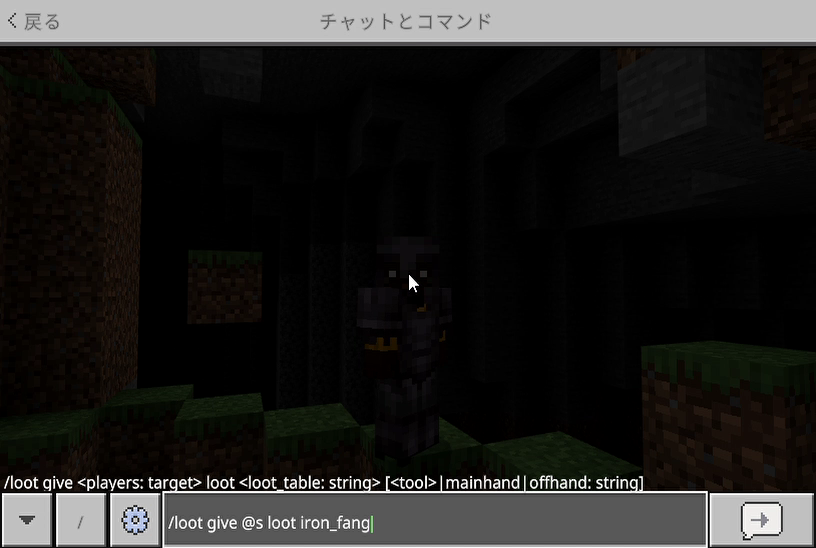 戻る
チャットとコマンド
/loot give <players: target> loot <loot_table: string> [<tool>|mainhand|offhand: string]
/
/loot give @s loot iron_fang